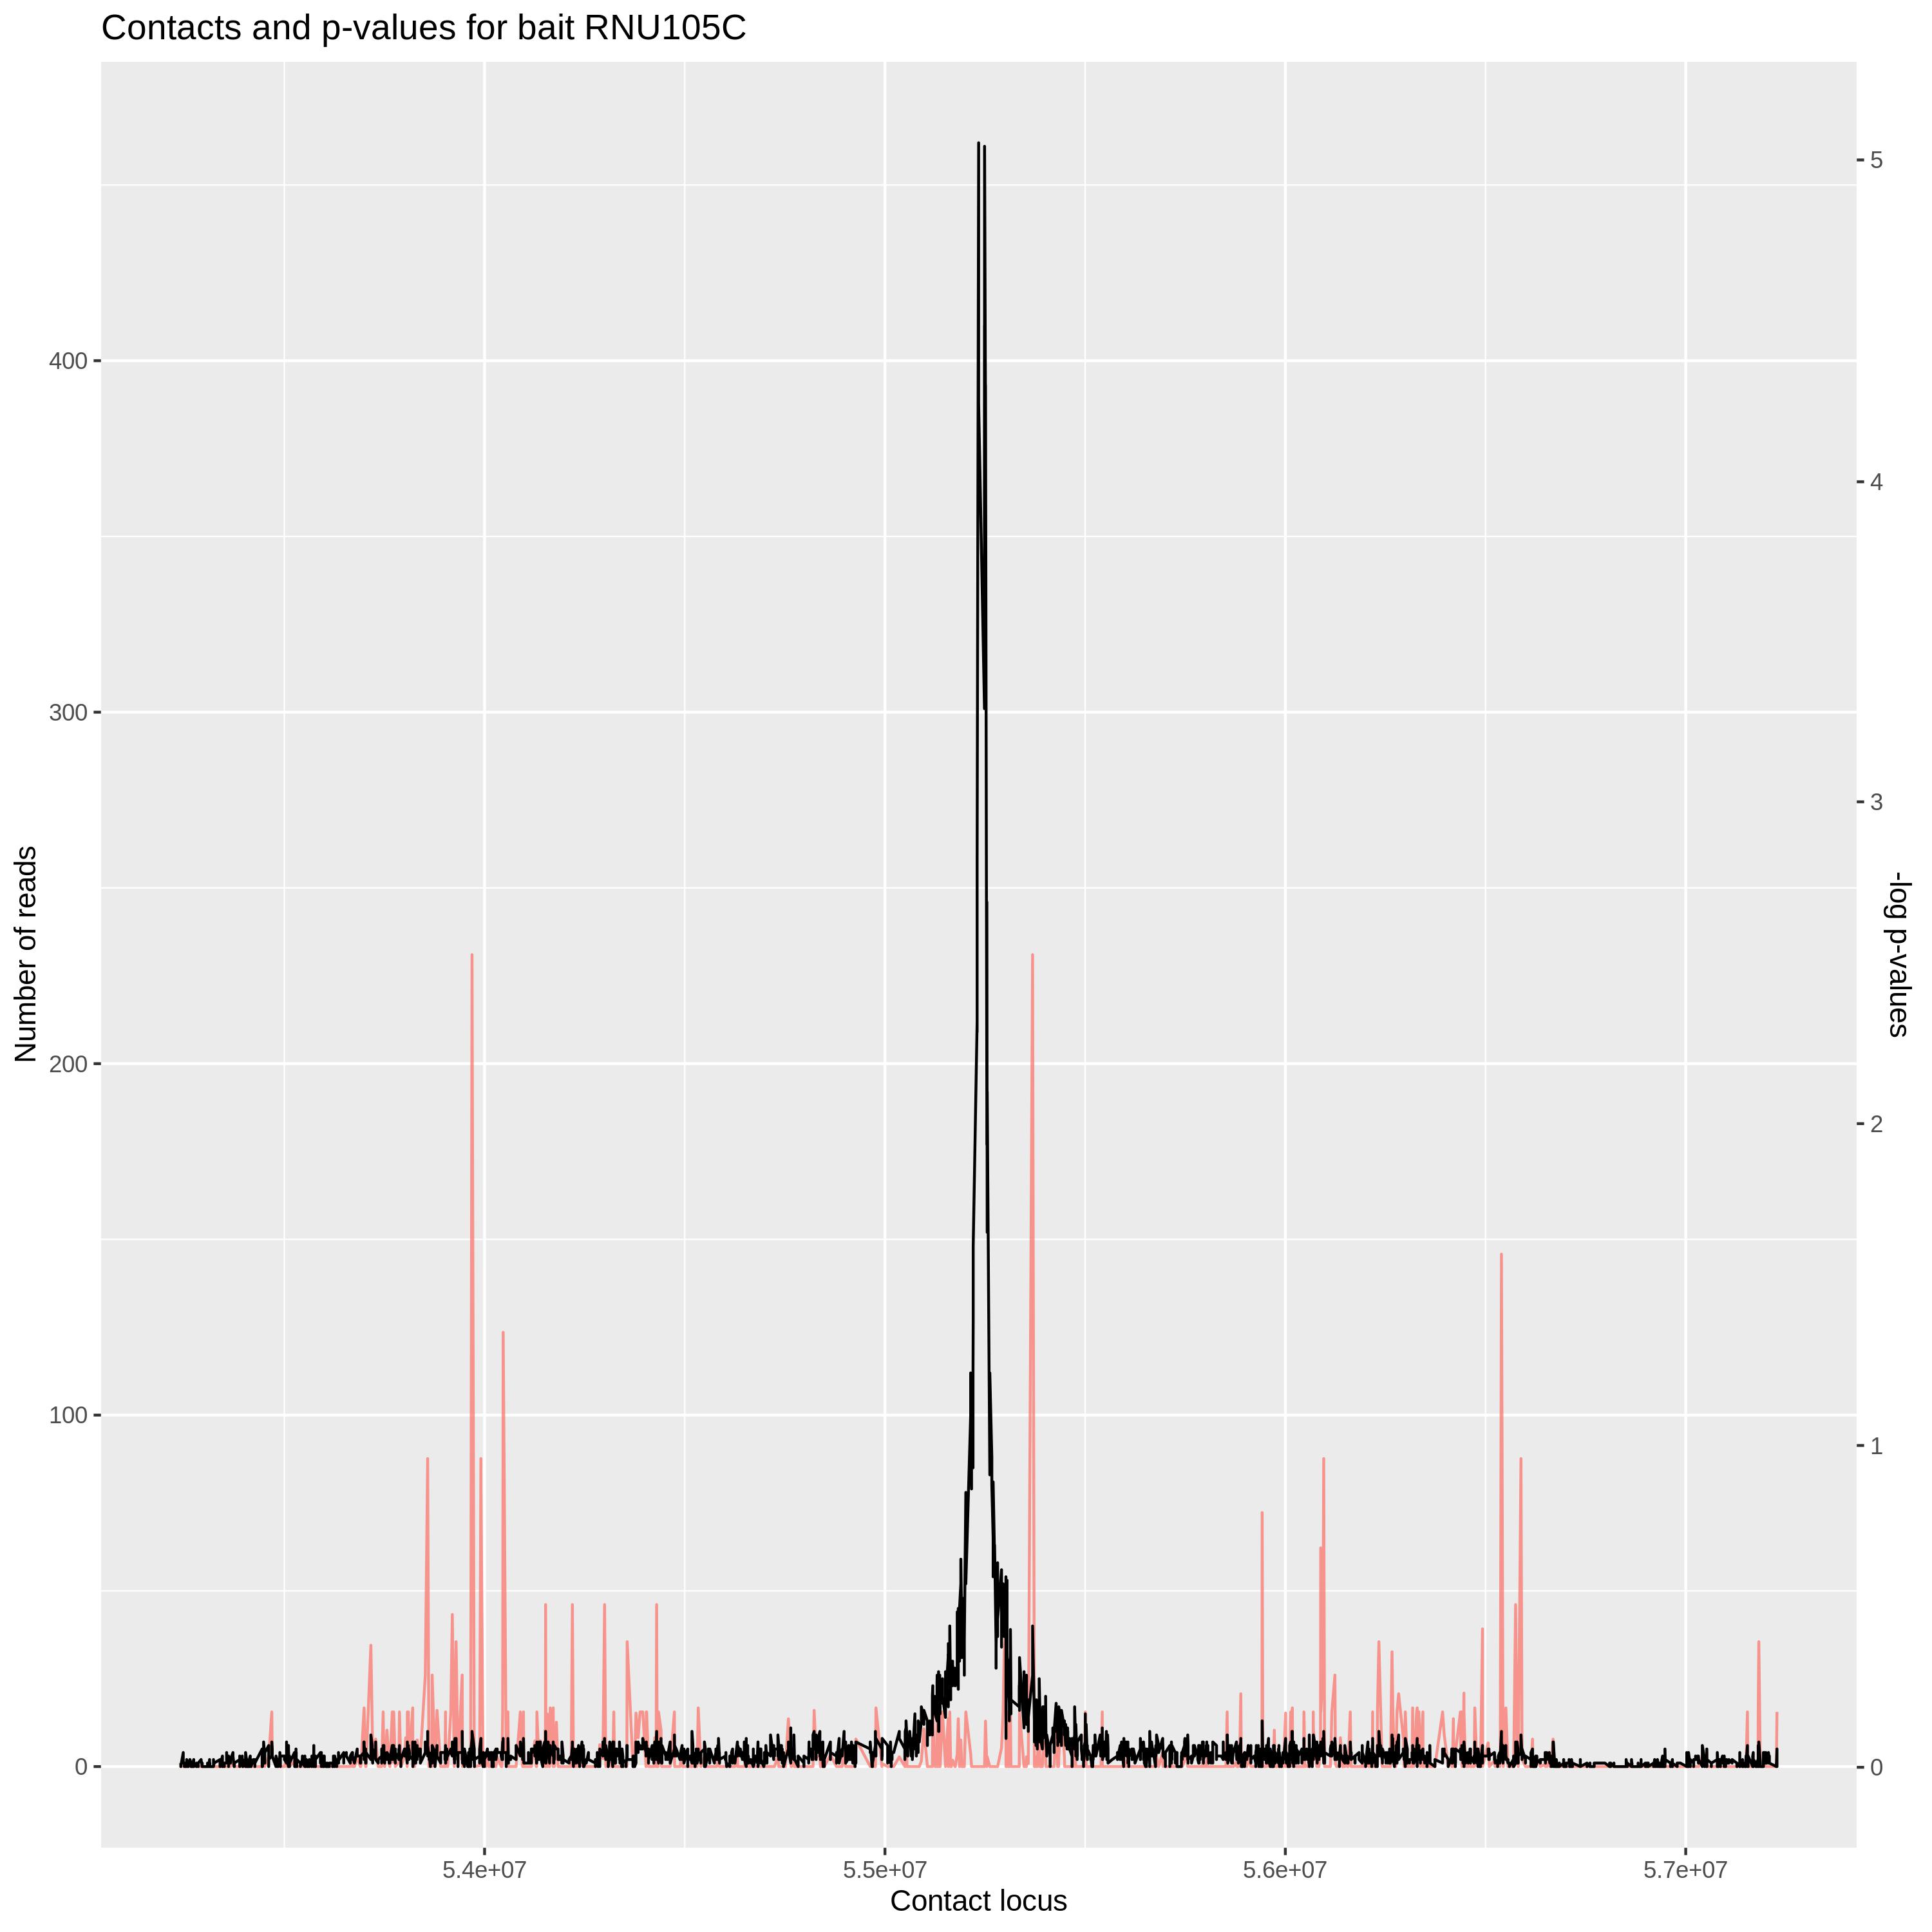 Contacts and p-values for bait RNU105C
400
300
200
100
0
Number of reads
5
4
3
2
1
0
-log p-values
5.4e+07
5.5e+07
5.6e+07
5.7e+07
Contact locus